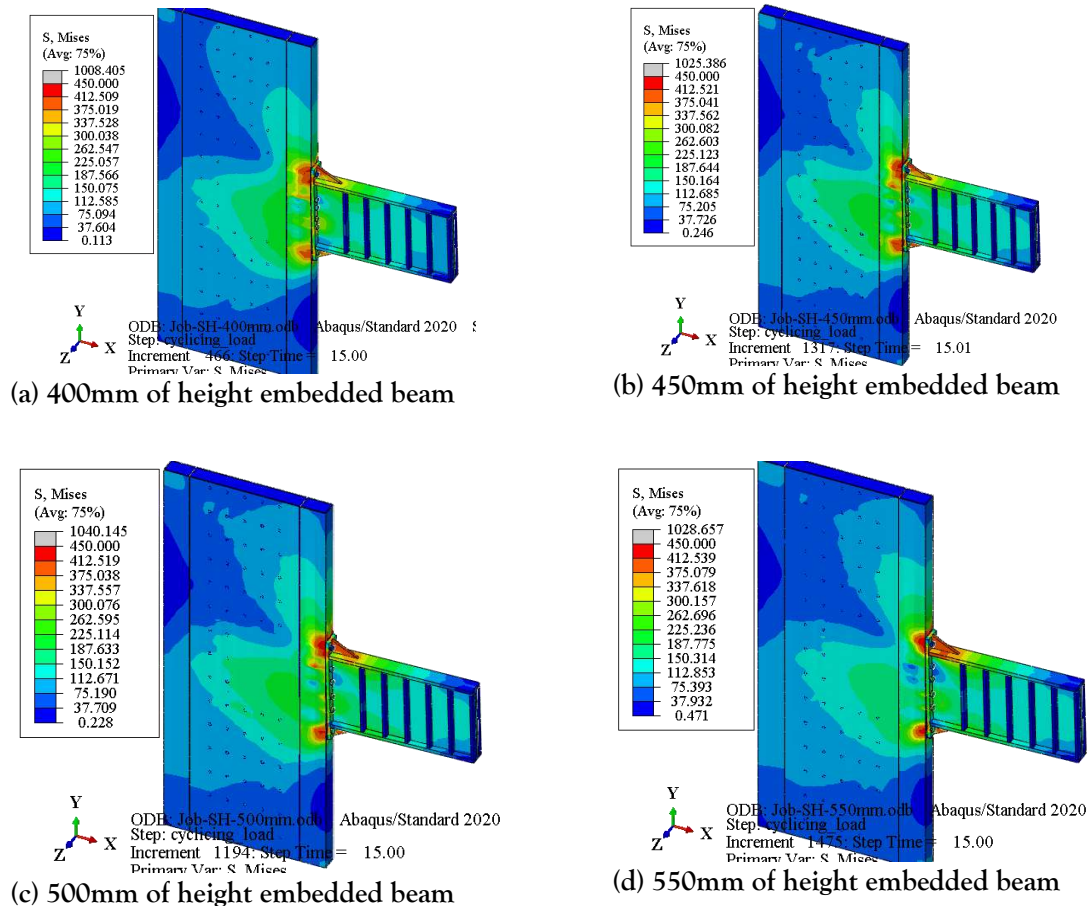 S, Mises
(Avg: 75%)
1008.405
450.000
412.509
375.019
337.528
300.038
262.547
225.057
187.566
150.075
112.585
75.094
37.604
0.113
Y
Z X
ODB: Job-SH-400mm.odb Abaqus/Standard 2020 S
Step: cyclicing_load
Increment 466: Step Time = 15.00
Primary Var: S, Mises
(a) 400mm of height embedded beam
S, Mises
(Avg: 75%)
1025.386
450.000
412.521
375.041
337.562
300.082
262.603
225.123
187.644
150.164
112.685
75.205
37.726
0.246
Y
Z X
ODB: Job-SH-450mm.odb Abaqus/Standard 2020
Step: cyclicing_load
Increment 1317: Step Time = 15.01
Primary Var: S, Mises
(b) 450mm of height embedded beam
S, Mises
(Avg: 75%)
1040.145
450.000
412.519
375.038
337.557
300.076
262.595
225.114
187.633
150.152
112.671
75.190
37.709
0.228
Y
Z X
ODB: Job-SH-500mm.odb Abaqus/Standard 2020
Step: cyclicing_load
Increment 1194: Step Time = 15.00
Primary Var: S, Mises
(c) 500mm of height embedded beam
S, Mises
(Avg: 75%)
1028.657
450.000
412.539
375.079
337.618
300.157
262.696
225.236
187.775
150.314
112.853
75.393
37.932
0.471
Y
Z X
ODB: Job-SH-550mm.odb Abaqus/Standard 2020
Step: cyclicing_load
Increment 1475: Step Time = 15.00
Primary Var: S, Mises
(d) 550mm of height embedded beam